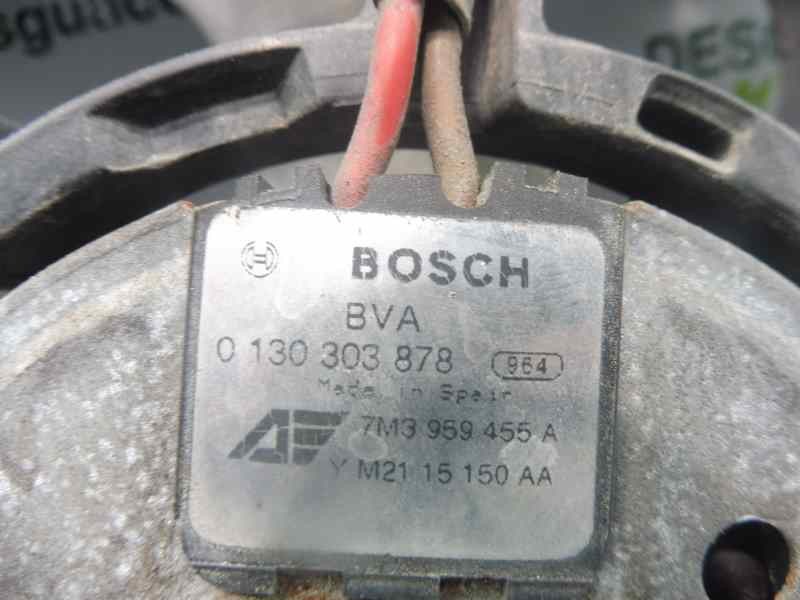 BOSCH
BVA
0 130 303 878 964
Made in Spain
7M3 959 455 A
Y M21 15 150 AA